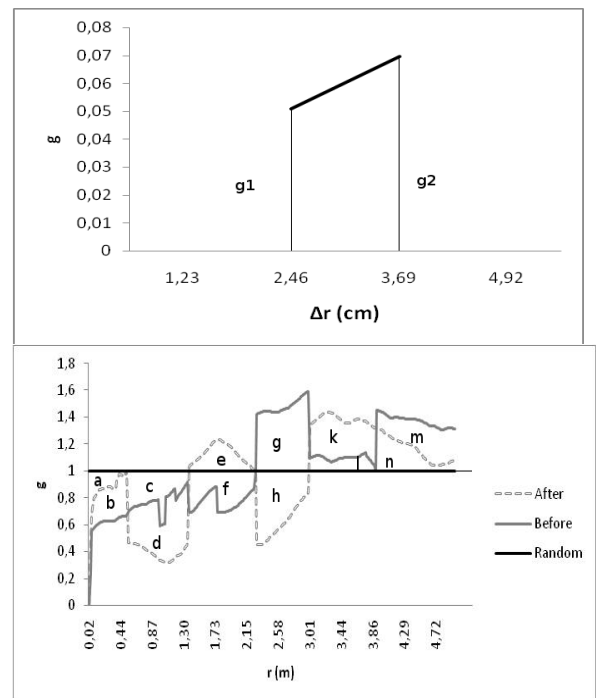 0,08
0,07
0,06
0,05
0,04
0,03
0,02
0,01
0
g
g1
g2
1,23 2,46 3,69 4,92
Δr (cm)
1,8
1,6
1,4
1,2
1
0,8
0,6
0,4
0,2
0
g
a
b
c
d
e
f
g
h
k
l
n
m
After
Before
Random
0,02 0,44 0,87 1,30 1,73 2,15 2,58 3,01 3,44 3,86 4,29 4,72
r (m)